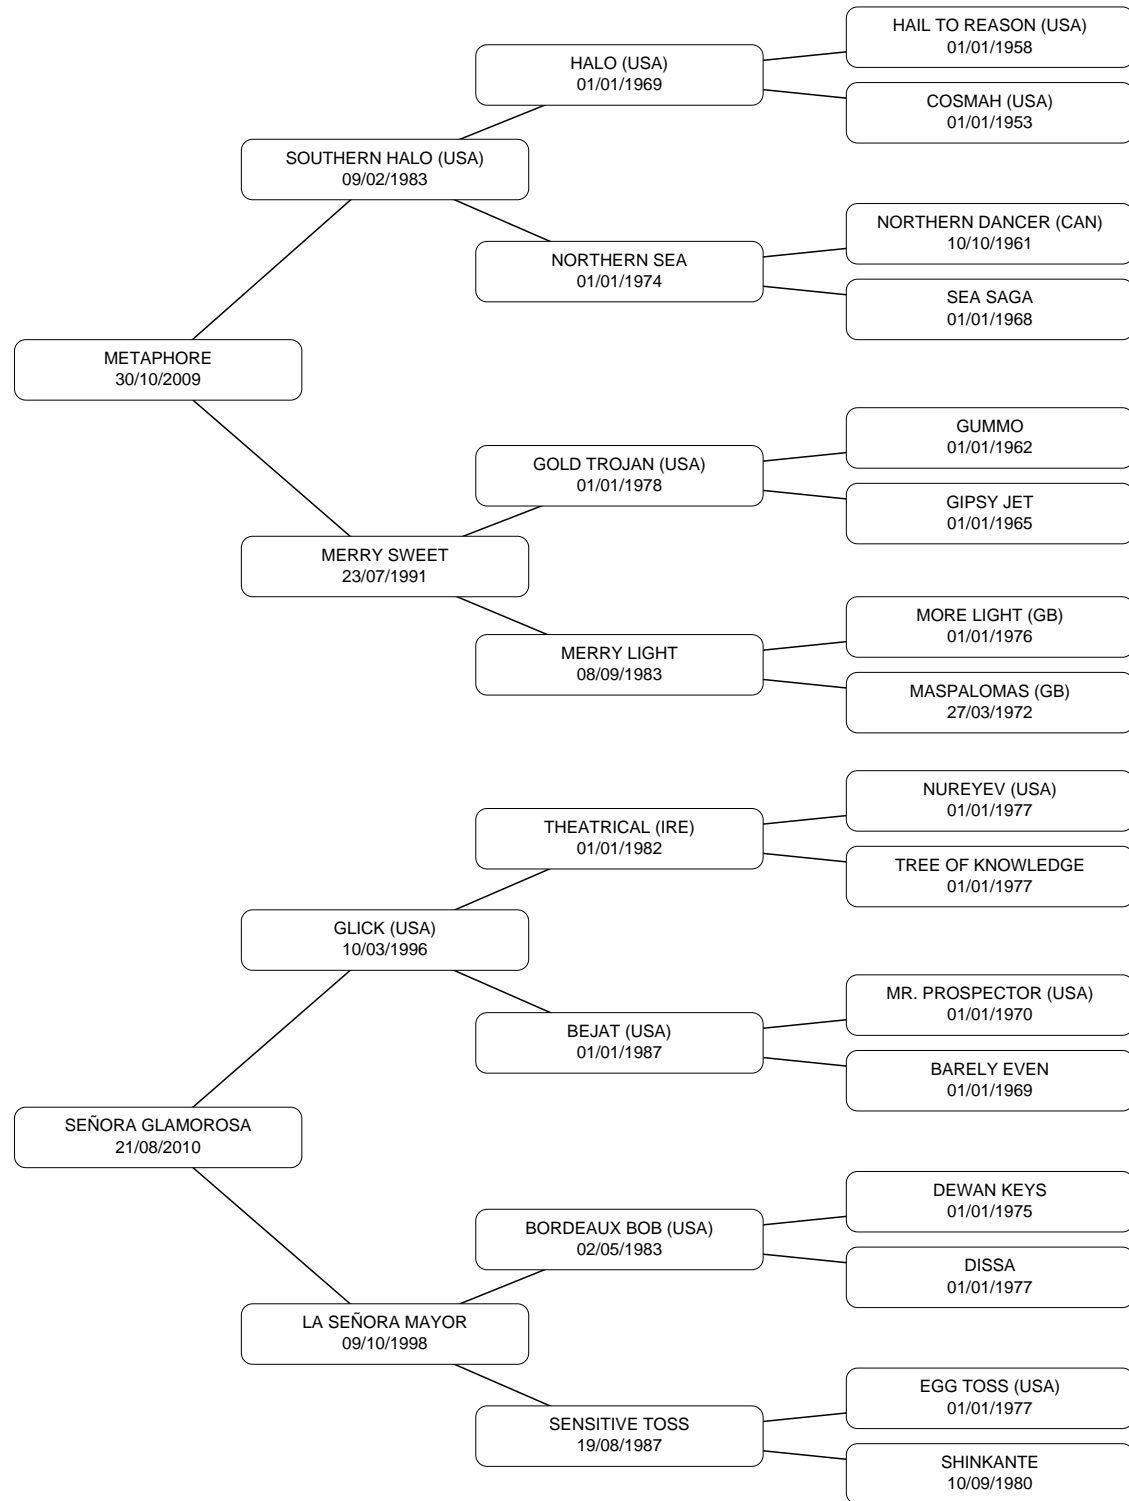 HAIL TO REASON (USA)
01/01/1958
HALO (USA)
01/01/1969
COSMAH (USA)
01/01/1953
SOUTHERN HALO (USA)
09/02/1983
NORTHERN DANCER (CAN)
10/10/1961
NORTHERN SEA
01/01/1974
SEA SAGA
01/01/1968
METAPHORE
30/10/2009
GUMMO
01/01/1962
GOLD TROJAN (USA)
01/01/1978
GIPSY JET
01/01/1965
MERRY SWEET
23/07/1991
MORE LIGHT (GB)
01/01/1976
MERRY LIGHT
08/09/1983
MASPALOMAS (GB)
27/03/1972
NUREYEV (USA)
01/01/1977
THEATRICAL (IRE)
01/01/1982
TREE OF KNOWLEDGE
01/01/1977
GLICK (USA)
10/03/1996
MR. PROSPECTOR (USA)
01/01/1970
BEJAT (USA)
01/01/1987
BARELY EVEN
01/01/1969
SEÑORA GLAMOROSA
21/08/2010
DEWAN KEYS
01/01/1975
BORDEAUX BOB (USA)
02/05/1983
DISSA
01/01/1977
LA SEÑORA MAYOR
09/10/1998
EGG TOSS (USA)
01/01/1977
SENSITIVE TOSS
19/08/1987
SHINKANTE
10/09/1980